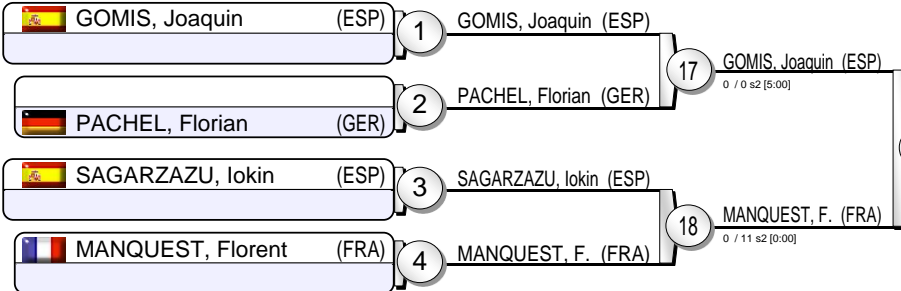 GOMIS, Joaquin (ESP)
1
GOMIS, Joaquin (ESP)
17
GOMIS, Joaquin (ESP)
0 / 0 s2 [5:00]
2
PACHEL, Florian (GER)
PACHEL, Florian (GER)
SAGARZAZU, Iokin (ESP)
3
SAGARZAZU, Iokin (ESP)
18
MANQUEST, F. (FRA)
0 / 11 s2 [0:00]
MANQUEST, Florent (FRA)
4
MANQUEST, F. (FRA)